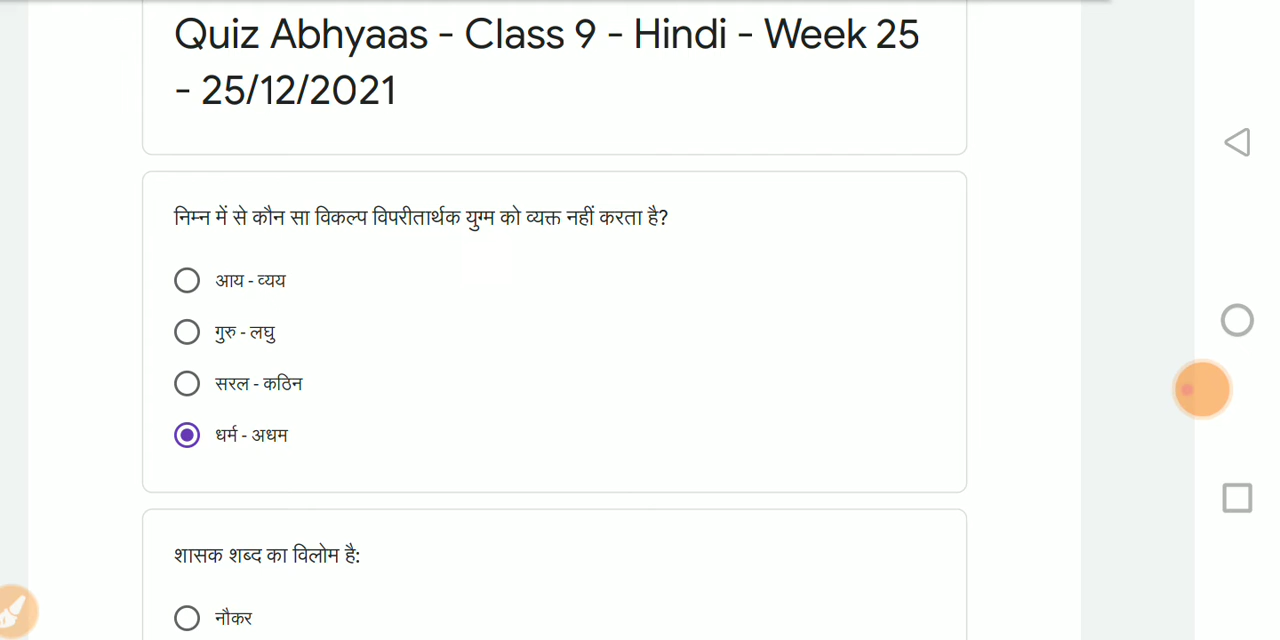 Quiz Abhyaas - Class 9 - Hindi - Week 25
- 25/12/2021
निम्न में से कौन सा विकल्प विपरीतार्थक युग्म को व्यक्त नहीं करता है?
आय - व्यय
गुरु - लघु
सरल - कठिन
धर्म - अधम
शासक शब्द का विलोम है:
नौकर